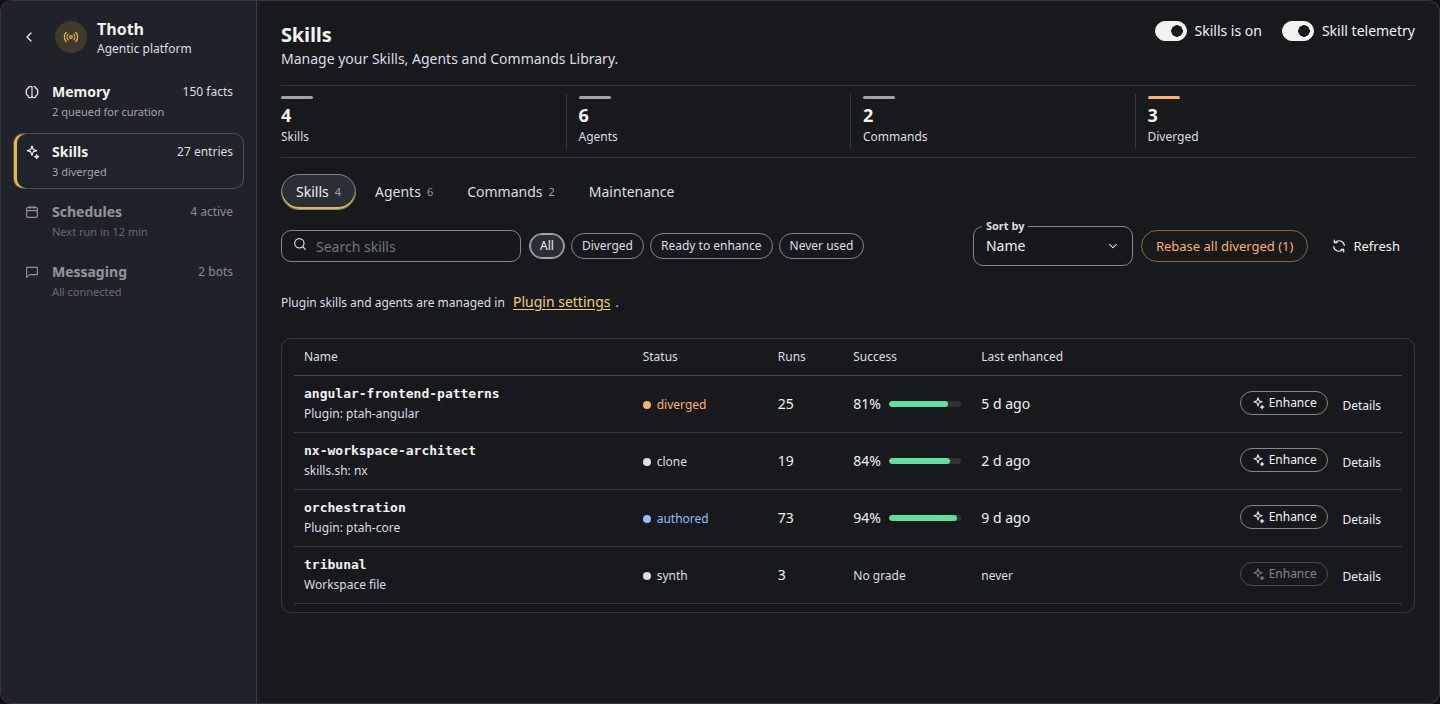 Thoth
Agentic platform
Memory 150 facts
2 queued for curation
Skills 27 entries
3 diverged
Schedules 4 active
Next run in 12 min
Messaging 2 bots
All connected
Skills
Manage your Skills, Agents and Commands Library.
Skills is on Skill telemetry
4 6 2 3
Skills Agents Commands Diverged
Skills 4 Agents 6 Commands 2 Maintenance
Search skills All Diverged Ready to enhance Never used
Sort by
Name Rebase all diverged (1) Refresh
Plugin skills and agents are managed in Plugin settings .
Name Status Runs Success Last enhanced
angular-frontend-patterns
Plugin: ptah-angular
diverged 25 81% 5 d ago Enhance Details
nx-workspace-architect
skills.sh: nx
clone 19 84% 2 d ago Enhance Details
orchestration
Plugin: ptah-core
authored 73 94% 9 d ago Enhance Details
tribunal
Workspace file
synth 3 No grade never Enhance Details